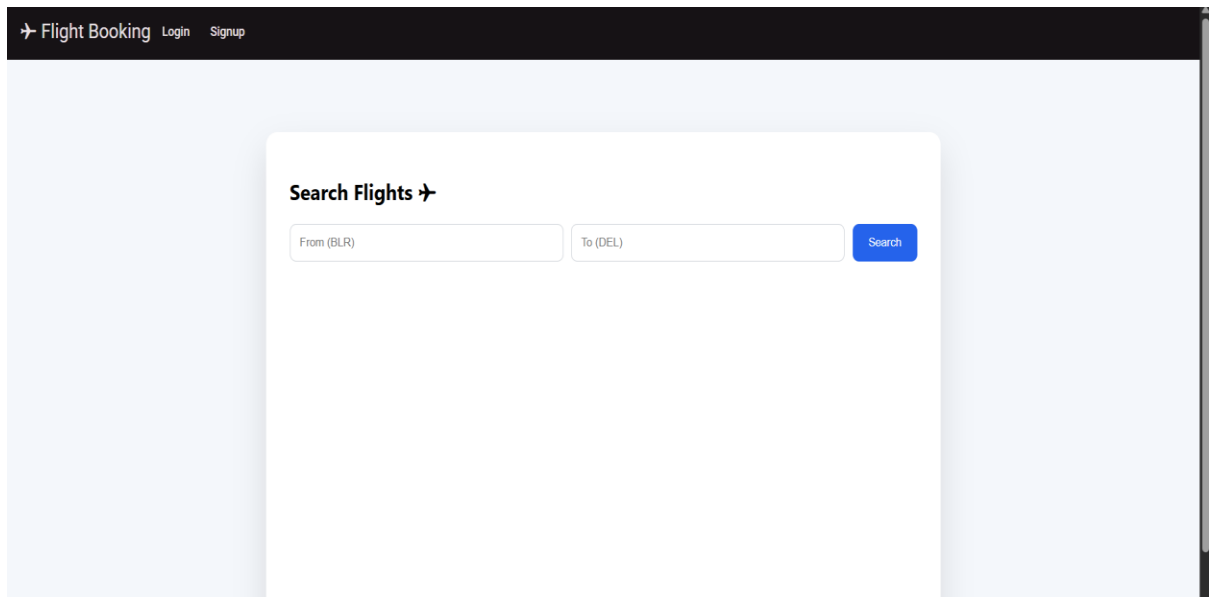 ✈ Flight Booking Login Signup
Search Flights ✈
From (BLR) To (DEL) Search